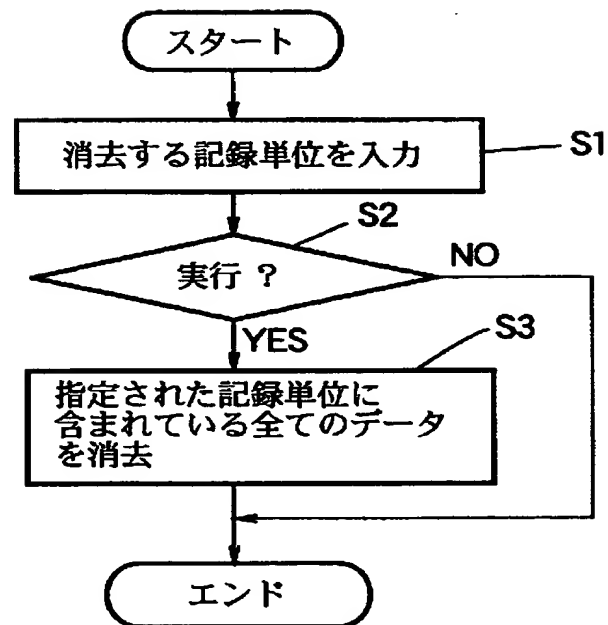 スタート
消去する記録単位を入力
S1
S2
実行 ?
NO
YES
S3
指定された記録単位に
含まれている全てのデータ
を消去
エンド